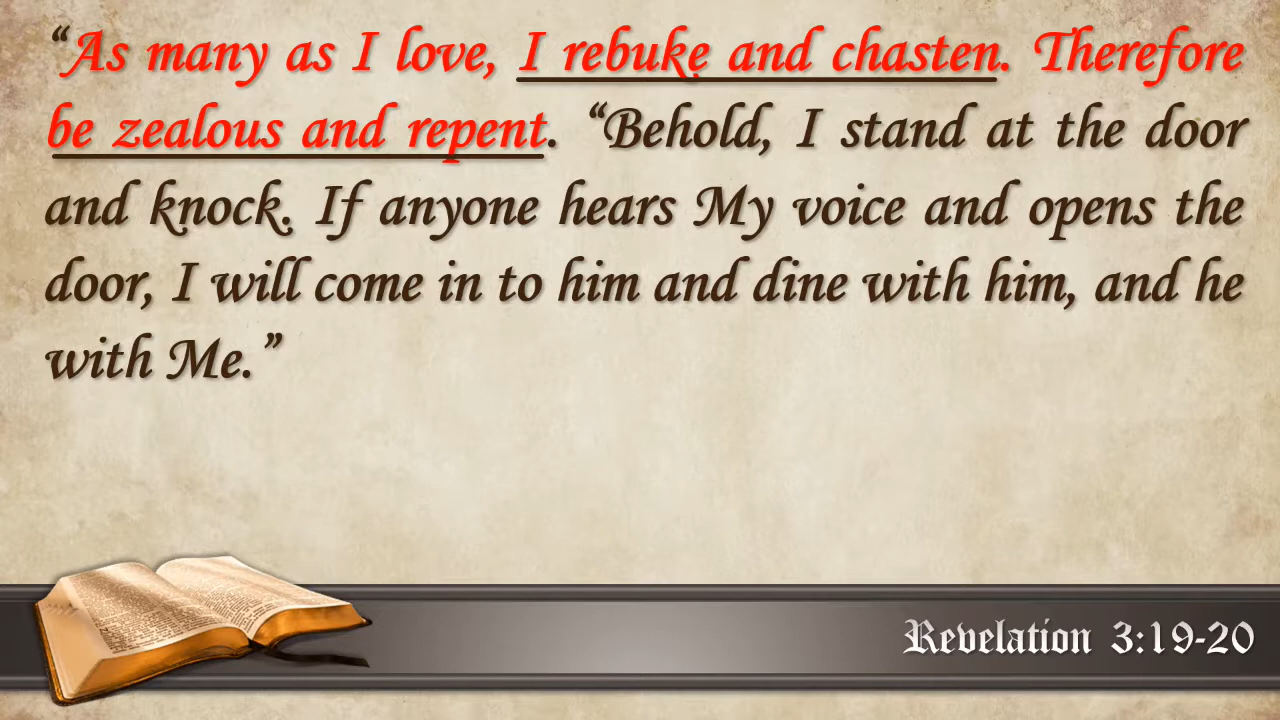 “As many as I love, I rebuke and chasten. Therefore
be zealous and repent. “Behold, I stand at the door
and knock. If anyone hears My voice and opens the
door, I will come in to him and dine with him, and he
with Me.”
Revelation 3:19-20